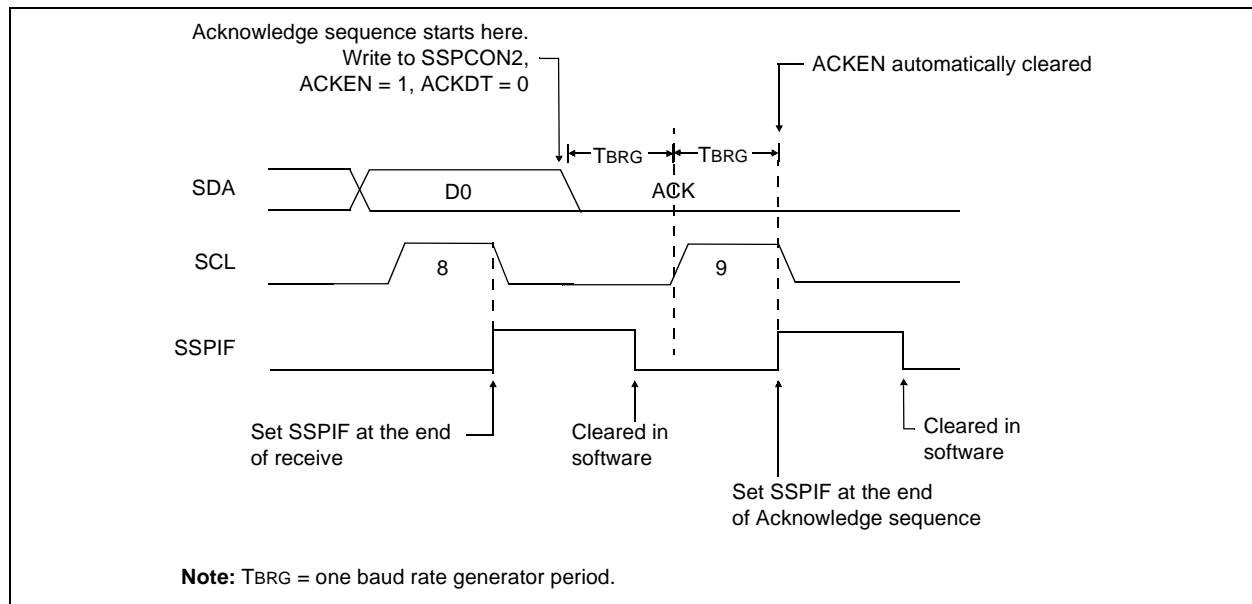 Acknowledge sequence starts here.
Write to SSPCON2,
ACKEN = 1, ACKDT = 0
ACKEN automatically cleared
TBRG
TBRG
SDA
D0
ACK
SCL
8
9
SSPIF
Set SSPIF at the end
of receive
Cleared in
software
Set SSPIF at the end
of Acknowledge sequence
Cleared in
software
Note: TBRG = one baud rate generator period.